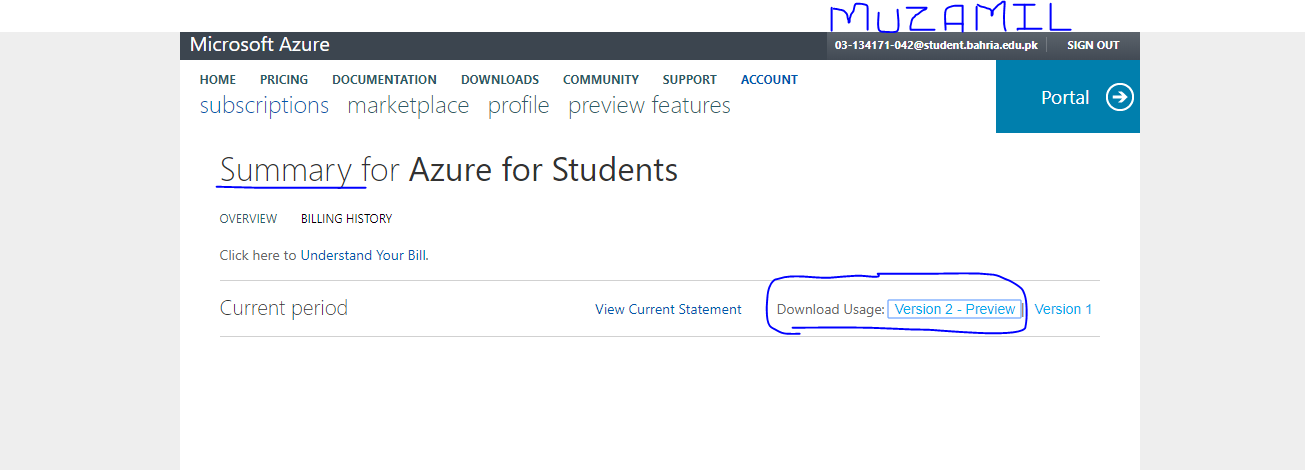 MUZAMIL
Microsoft Azure 03-134171-042@student.bahria.edu.pk SIGN OUT
HOME PRICING DOCUMENTATION DOWNLOADS COMMUNITY SUPPORT ACCOUNT
subscriptions marketplace profile preview features
Portal
Summary for Azure for Students
OVERVIEW BILLING HISTORY
Click here to Understand Your Bill.
Current period View Current Statement Download Usage: Version 2 - Preview | Version 1